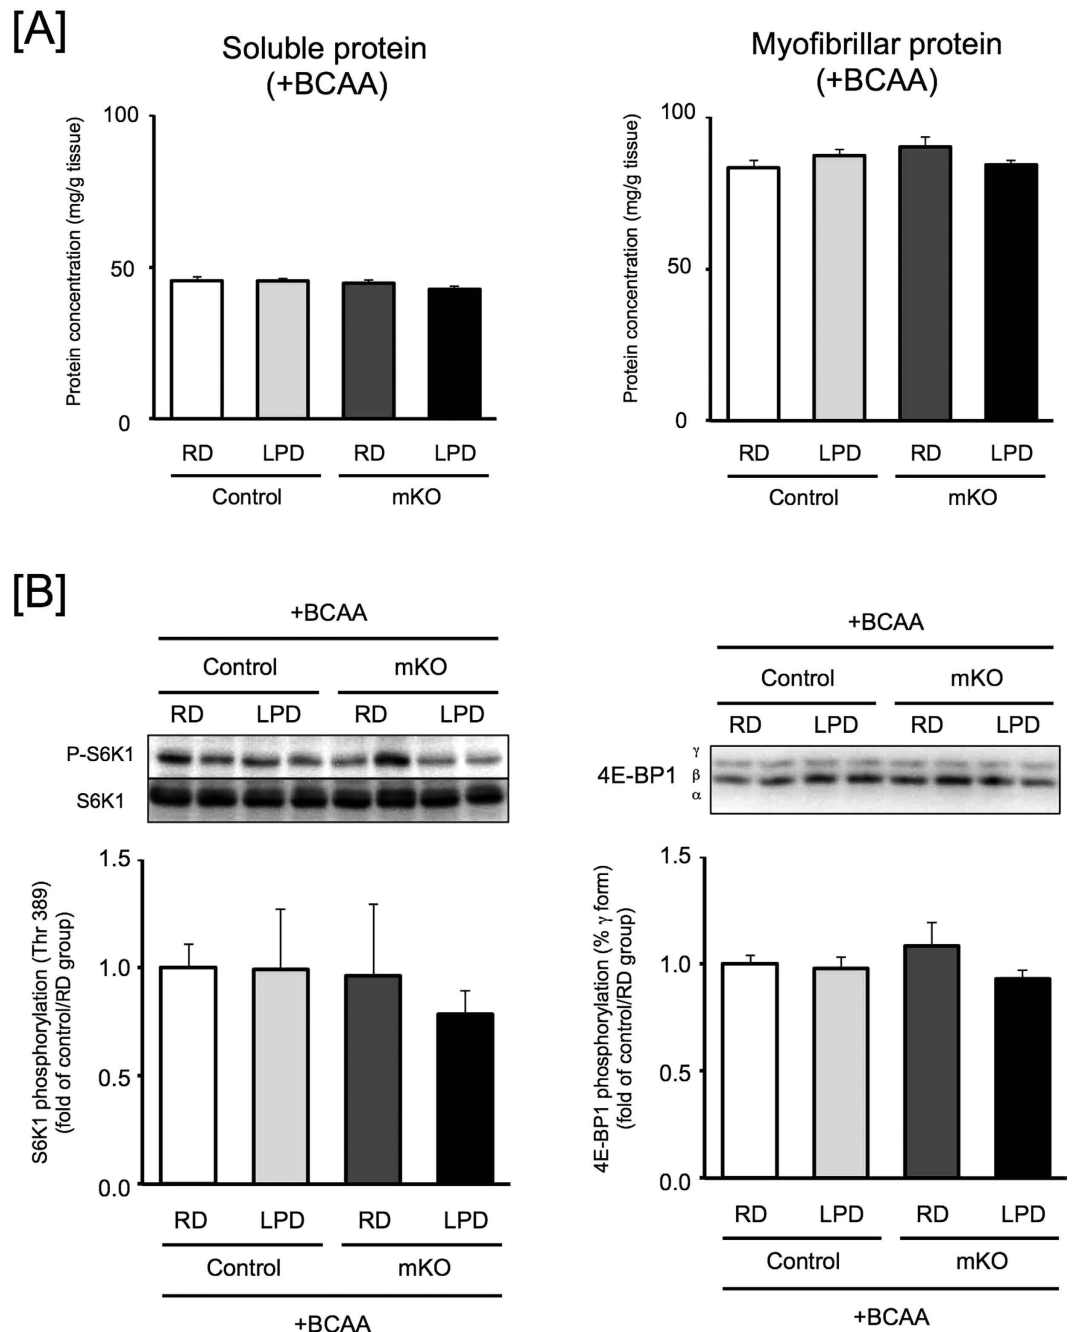 [A]
Soluble protein
(+BCAA)
Protein concentration (mg/g tissue)
100
50
0
RD LPD RD LPD
Control mKO
Myofibrillar protein
(+BCAA)
Protein concentration (mg/g tissue)
100
50
0
RD LPD RD LPD
Control mKO
[B]
+BCAA
Control mKO
RD LPD RD LPD
P-S6K1
S6K1
S6K1 phosphorylation (Thr 389)
(fold of control/RD group)
1.5
1.0
0.5
0.0
RD LPD RD LPD
Control mKO
+BCAA
+BCAA
Control mKO
RD LPD RD LPD
4E-BP1
γ
β
α
4E-BP1 phosphorylation (% γ form)
(fold of control/RD group)
1.5
1.0
0.5
0.0
RD LPD RD LPD
Control mKO
+BCAA